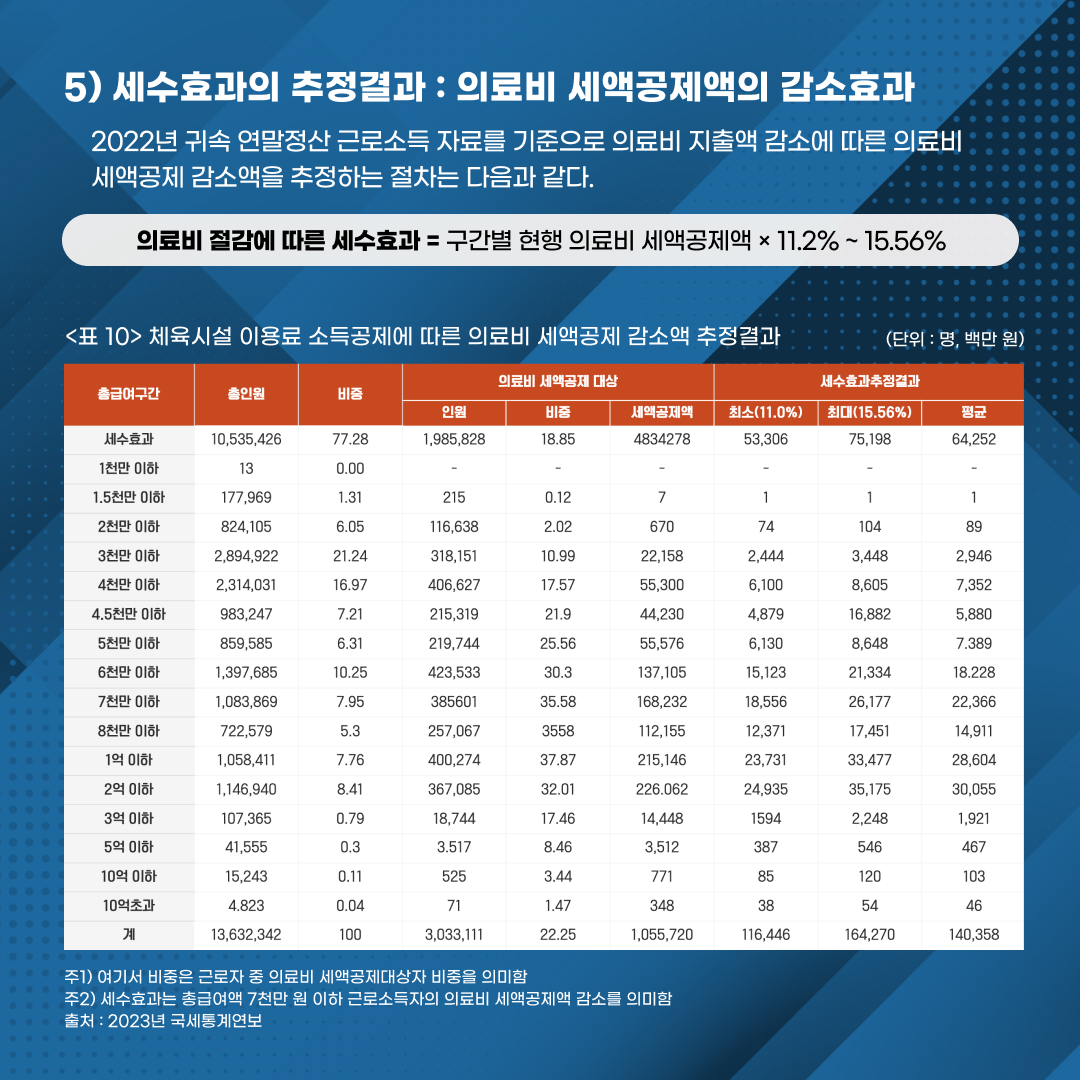 5) 세수효과의 추정결과 : 의료비 세액공제액의 감소효과
2022년 귀속 연말정산 근로소득 자료를 기준으로 의료비 지출액 감소에 따른 의료비
세액공제 감소액을 추정하는 절차는 다음과 같다.
의료비 절감에 따른 세수효과 = 구간별 현행 의료비 세액공제액 × 11.2% ~ 15.56%
<표 10> 체육시설 이용료 소득공제에 따른 의료비 세액공제 감소액 추정결과
(단위 : 명, 백만 원)
총급여구간 총인원 비중 의료비 세액공제 대상 세수효과추정결과
인원 비중 세액공제액 최소(11.0%) 최대(15.56%) 평균
세수효과 10,535,426 77.28 1,985,828 18.85 4834278 53,306 75,198 64,252
1천만 이하 13 0.00 - - - - - -
1.5천만 이하 177,969 1.31 215 0.12 7 1 1 1
2천만 이하 824,105 6.05 116,638 2.02 670 74 104 89
3천만 이하 2,894,922 21.24 318,151 10.99 22,158 2,444 3,448 2,946
4천만 이하 2,314,031 16.97 406,627 17.57 55,300 6,100 8,605 7,352
4.5천만 이하 983,247 7.21 215,319 21.9 44,230 4,879 16,882 5,880
5천만 이하 859,585 6.31 219,744 25.56 55,576 6,130 8,648 7.389
6천만 이하 1,397,685 10.25 423,533 30.3 137,105 15,123 21,334 18.228
7천만 이하 1,083,869 7.95 385601 35.58 168,232 18,556 26,177 22,366
8천만 이하 722,579 5.3 257,067 3558 112,155 12,371 17,451 14,911
1억 이하 1,058,411 7.76 400,274 37.87 215,146 23,731 33,477 28,604
2억 이하 1,146,940 8.41 367,085 32.01 226.062 24,935 35,175 30,055
3억 이하 107,365 0.79 18,744 17.46 14,448 1594 2,248 1,921
5억 이하 41,555 0.3 3.517 8.46 3,512 387 546 467
10억 이하 15,243 0.11 525 3.44 771 85 120 103
10억초과 4.823 0.04 71 1.47 348 38 54 46
계 13,632,342 100 3,033,111 22.25 1,055,720 116,446 164,270 140,358
주1) 여기서 비중은 근로자 중 의료비 세액공제대상자 비중을 의미함
주2) 세수효과는 총급여액 7천만 원 이하 근로소득자의 의료비 세액공제액 감소를 의미함
출처 : 2023년 국세통계연보